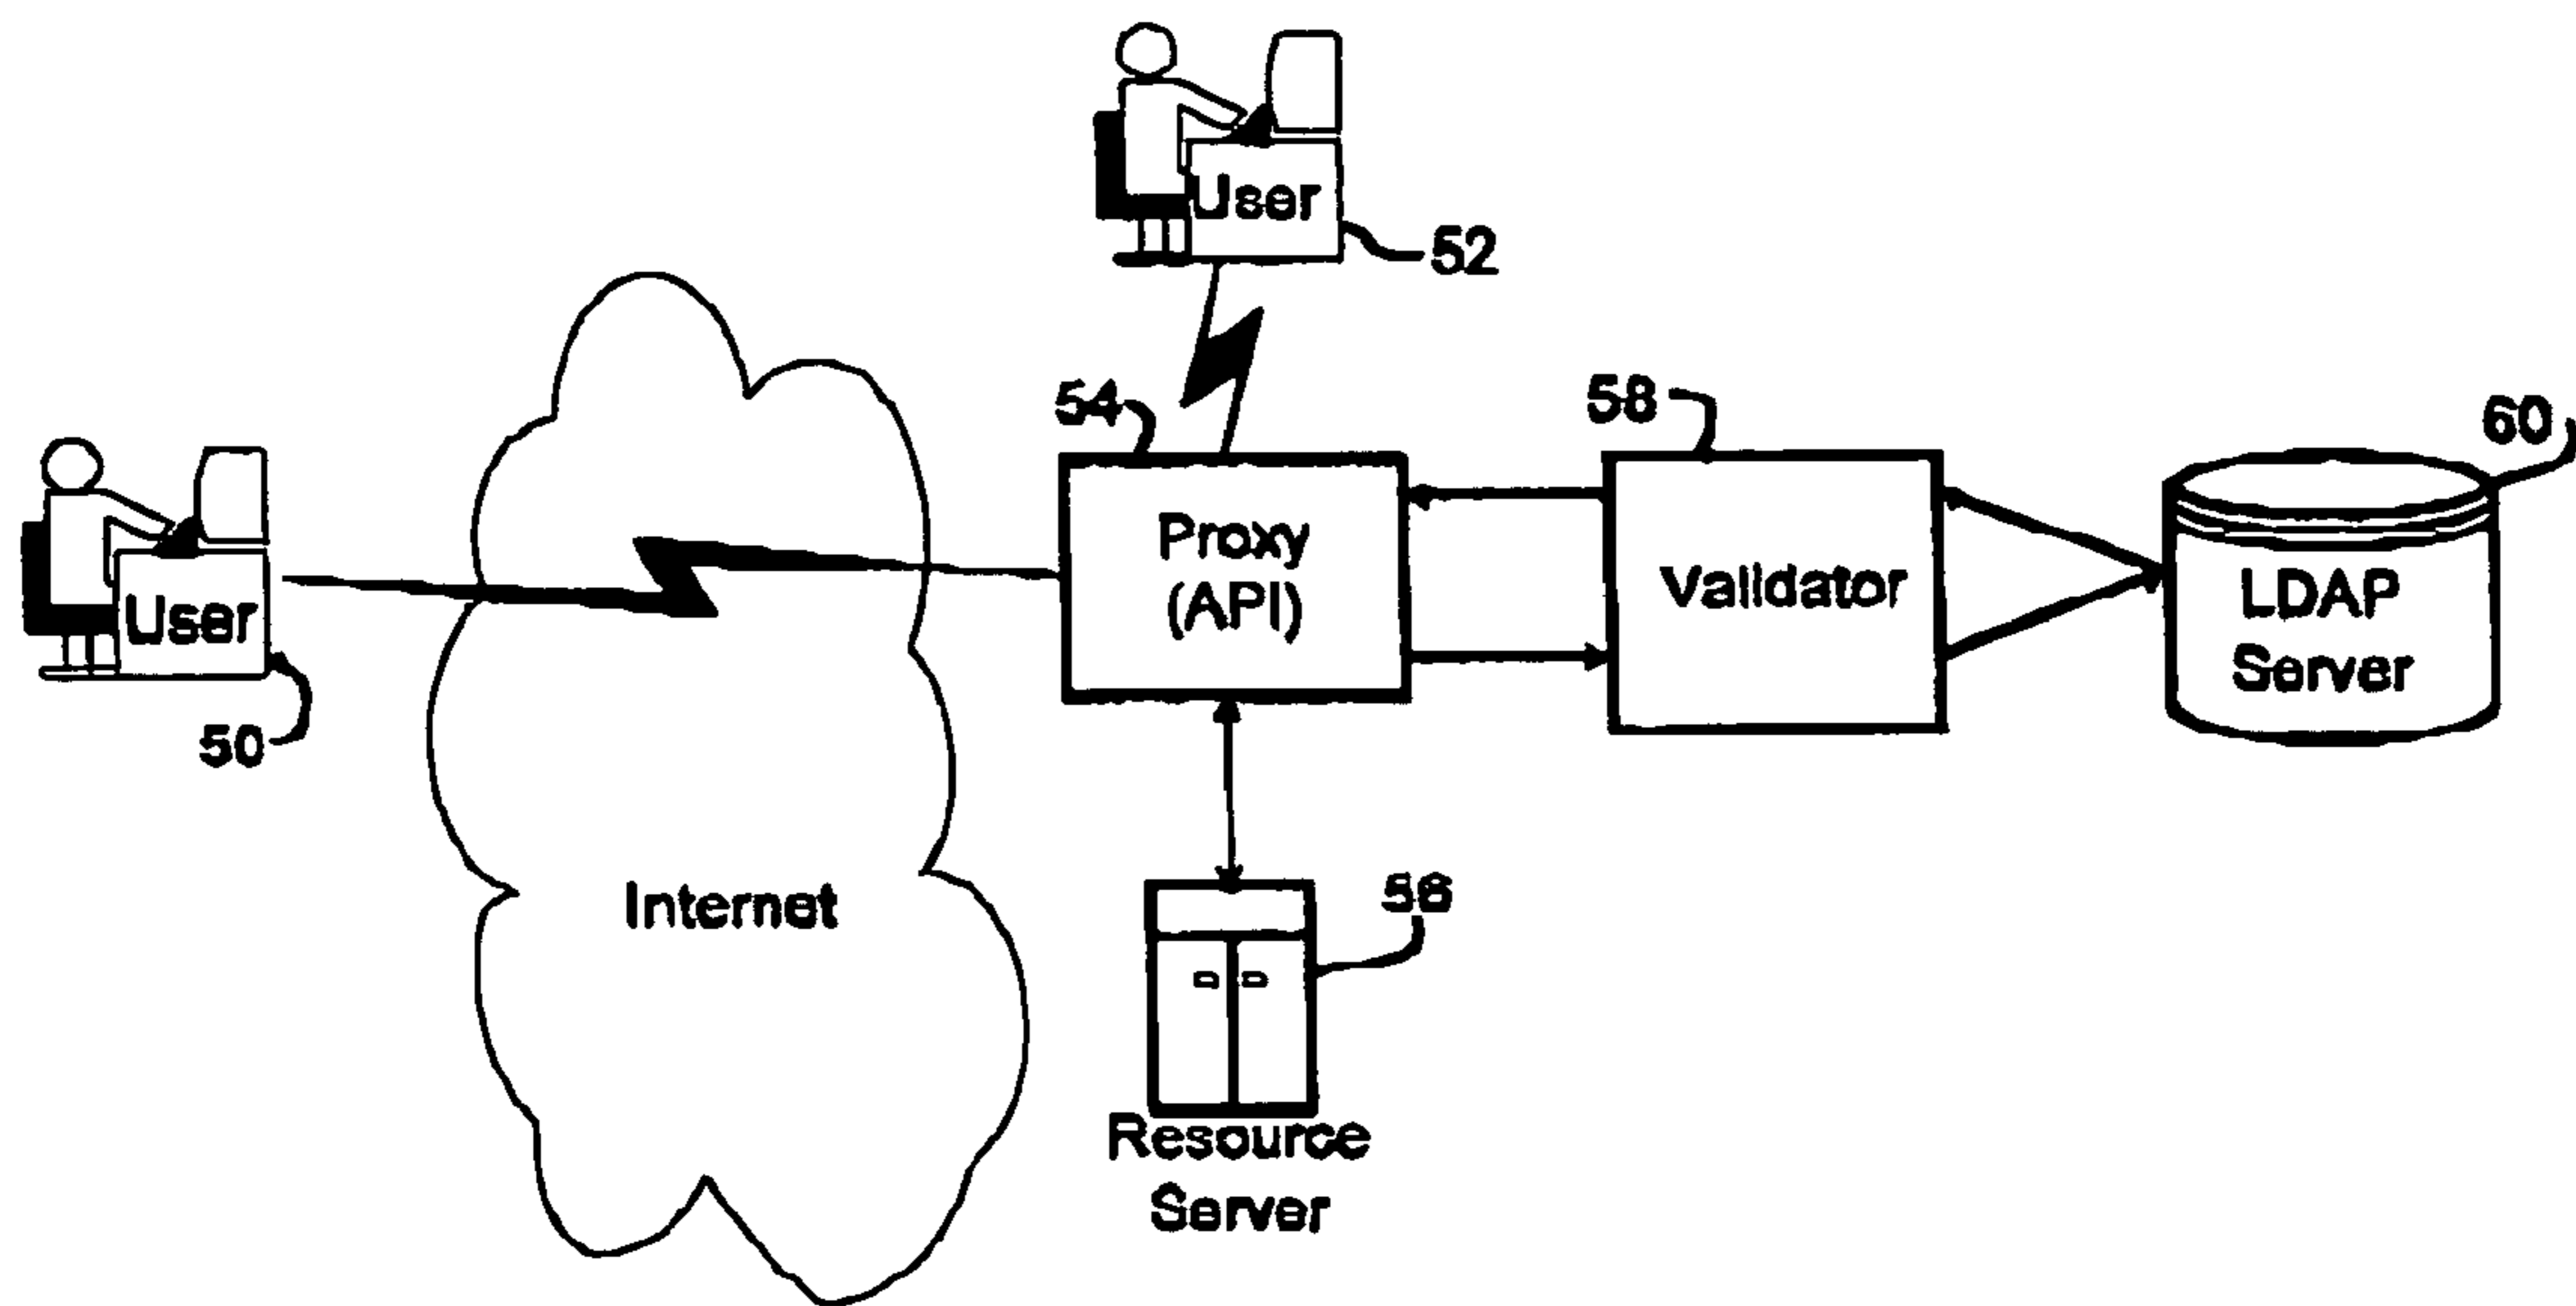 User
52
54
58
60
User
50
Proxy
(API)
Validator
LDAP
Server
Internet
56
Resource
Server